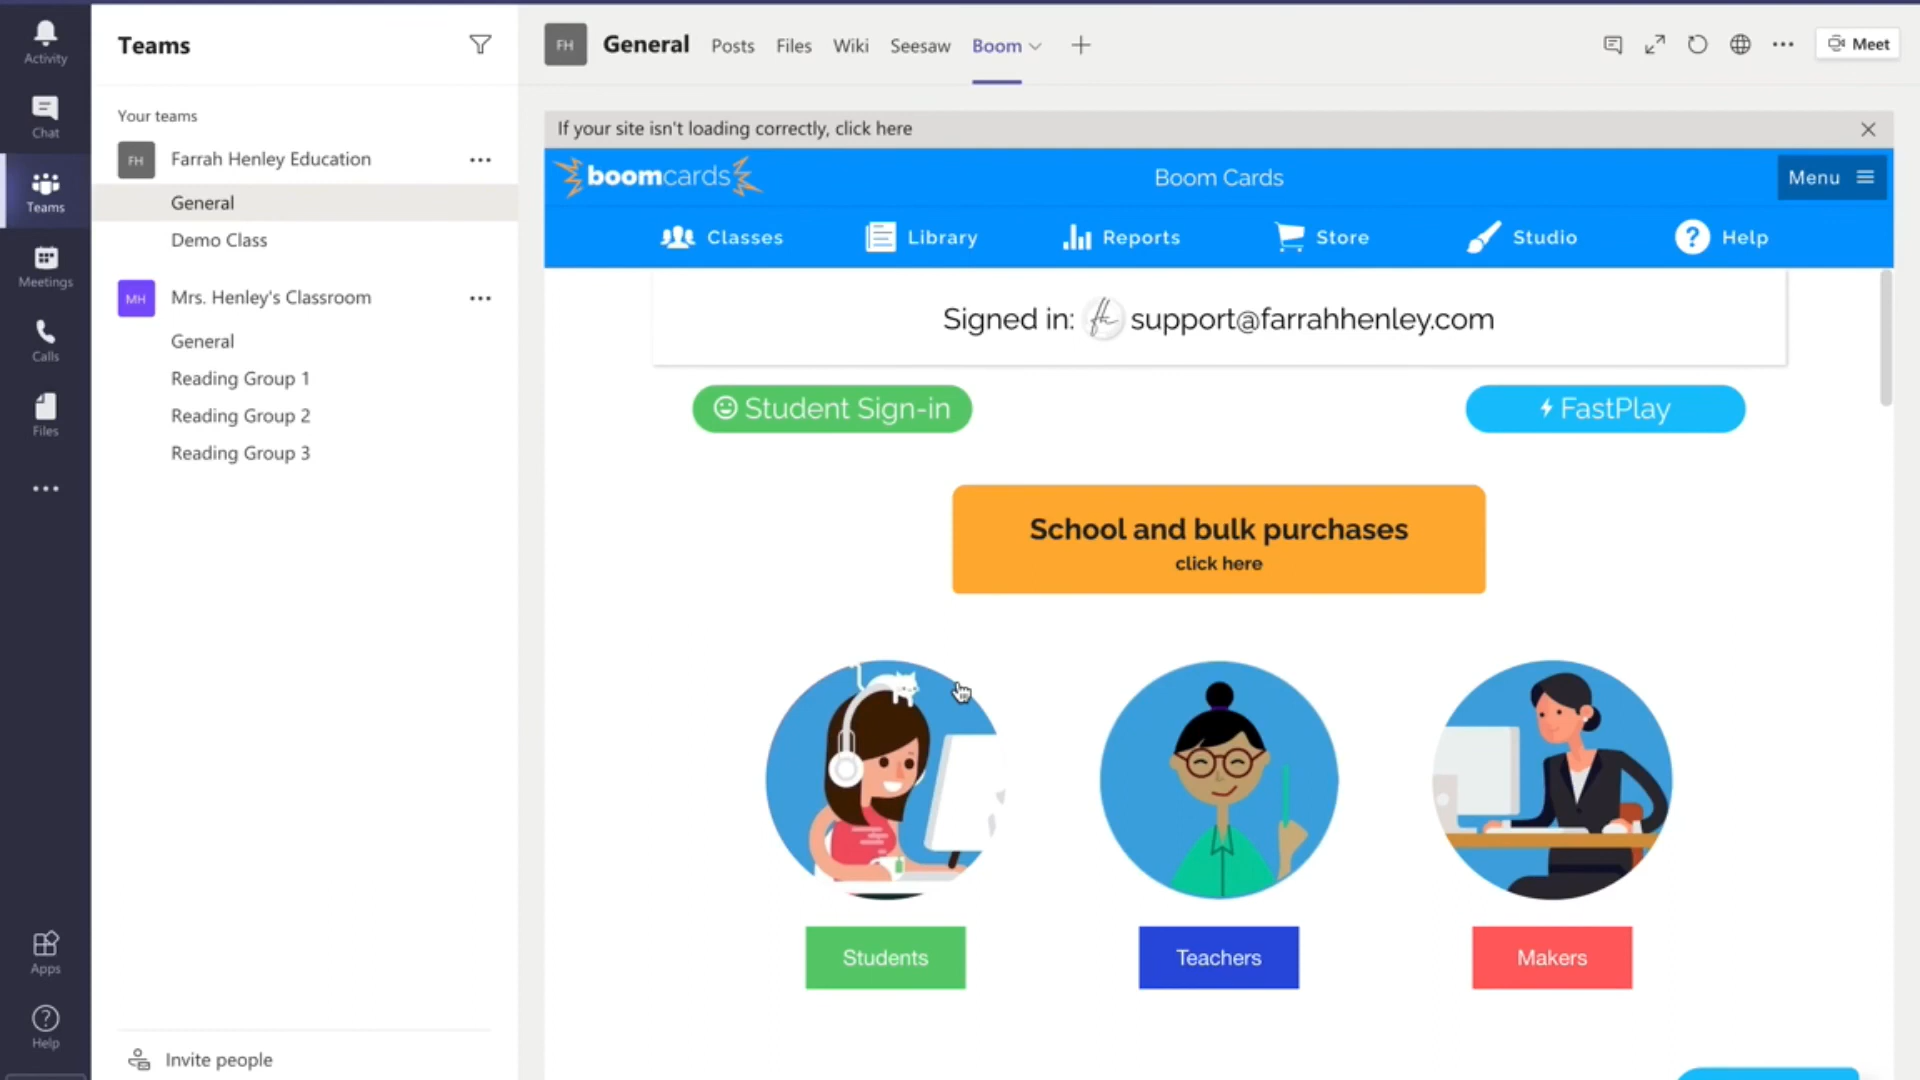 Activity
Chat
Teams
Meetings
Calls
Files
Apps
Help
Teams
Your teams
FH Farrah Henley Education
General
Demo Class
MH Mrs. Henley's Classroom
General
Reading Group 1
Reading Group 2
Reading Group 3
Invite people
FH General Posts Files Wiki Seesaw Boom Meet
If your site isn't loading correctly, click here
boomcards Boom Cards Menu
Classes Library Reports Store Studio Help
Signed in: fh support@farrahhenley.com
Student Sign-in FastPlay
School and bulk purchases
click here
Students Teachers Makers